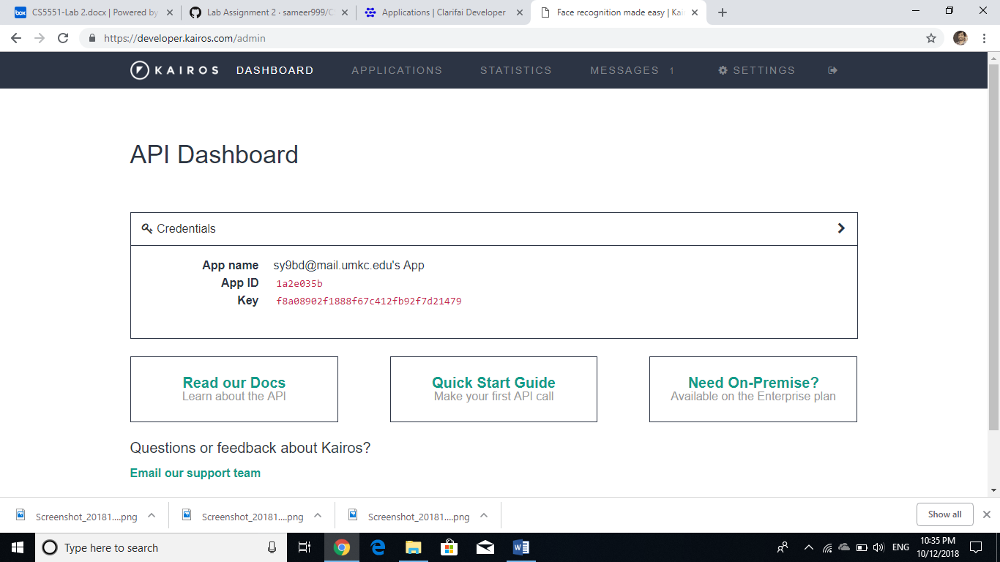 CS5551-Lab 2.docx | Powered by
Lab Assignment 2 · sameer999/C
Applications | Clarifai Developer
Face recognition made easy | Kai
https://developer.kairos.com/admin
KAIROS
DASHBOARD
APPLICATIONS
STATISTICS
MESSAGES 1
SETTINGS
API Dashboard
Credentials
App name sy9bd@mail.umkc.edu's App
App ID 1a2e035b
Key f8a08902f1888f67c412fb92f7d21479
Read our Docs
Learn about the API
Quick Start Guide
Make your first API call
Need On-Premise?
Available on the Enterprise plan
Questions or feedback about Kairos?
Email our support team
Screenshot_20181....png
Screenshot_20181....png
Screenshot_20181....png
Show all
Type here to search
ENG
10:35 PM
10/12/2018